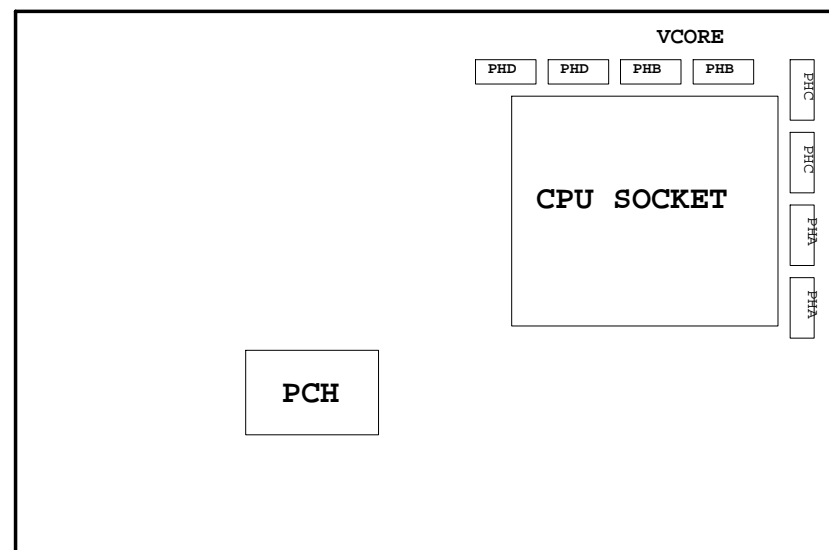 VCORE
PHD PHD PHB PHB
PHC
PHC
CPU SOCKET
PHA
PHA
PCH